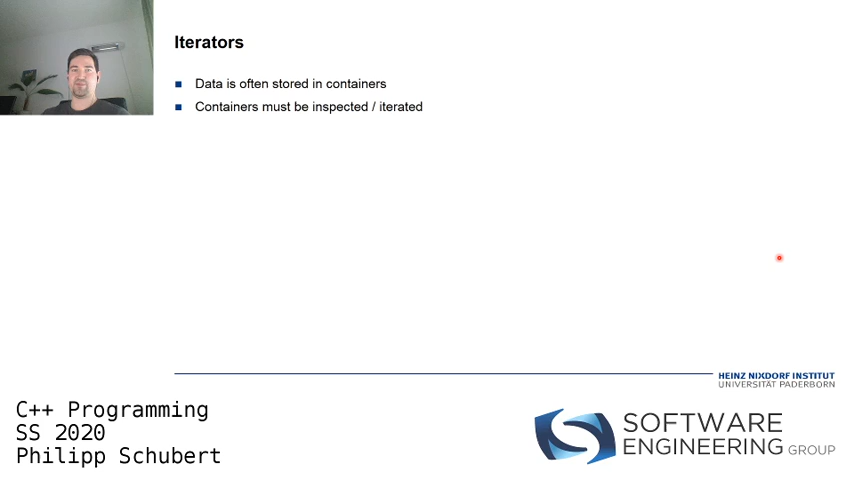 Iterators
Data is often stored in containers
Containers must be inspected / iterated
HEINZ NIXDORF INSTITUT
UNIVERSITÄT PADERBORN
C++ Programming
SS 2020
Philipp Schubert
SOFTWARE
ENGINEERING GROUP